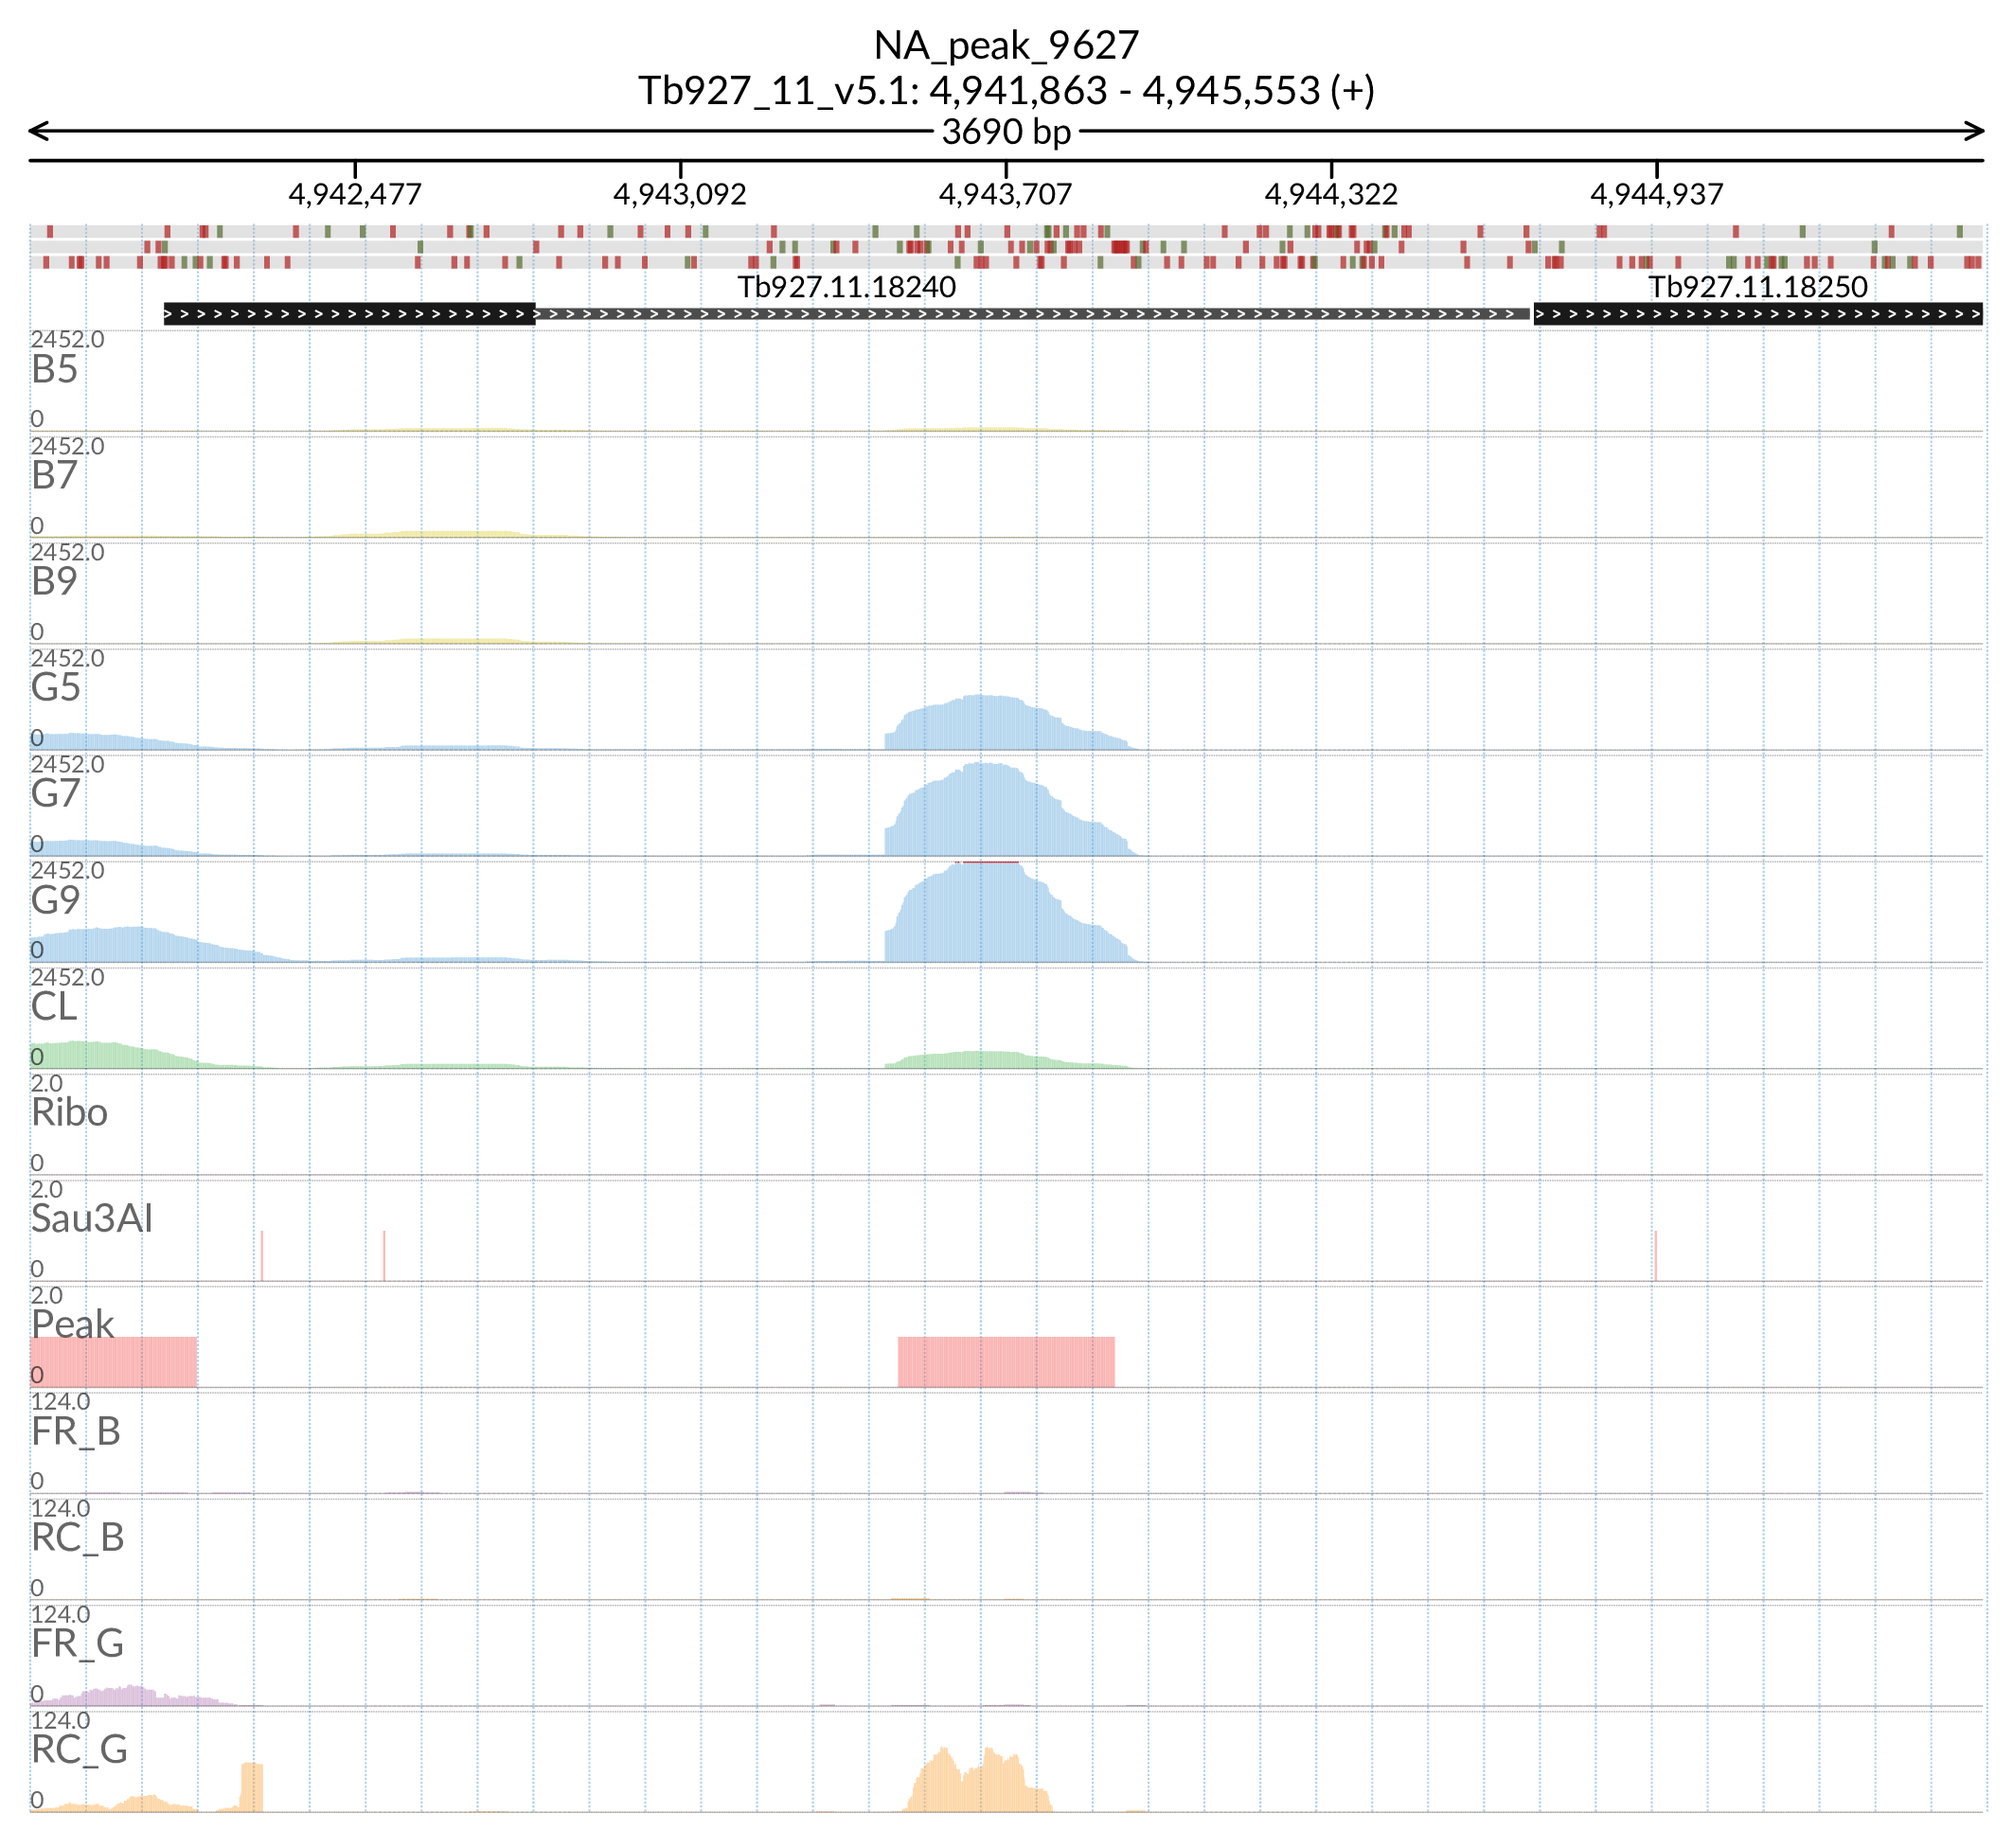 NA_peak_9627
Tb927_11_v5.1: 4,941,863 - 4,945,553 (+)
3690 bp
4,942,477 4,943,092 4,943,707 4,944,322 4,944,937
Tb927.11.18240 Tb927.11.18250
2452.0
B5
0
2452.0
B7
0
2452.0
B9
0
2452.0
G5
0
2452.0
G7
0
2452.0
G9
0
2452.0
CL
0
2.0
Ribo
0
2.0
Sau3AI
0
2.0
Peak
0
124.0
FR_B
0
124.0
RC_B
0
124.0
FR_G
0
124.0
RC_G
0